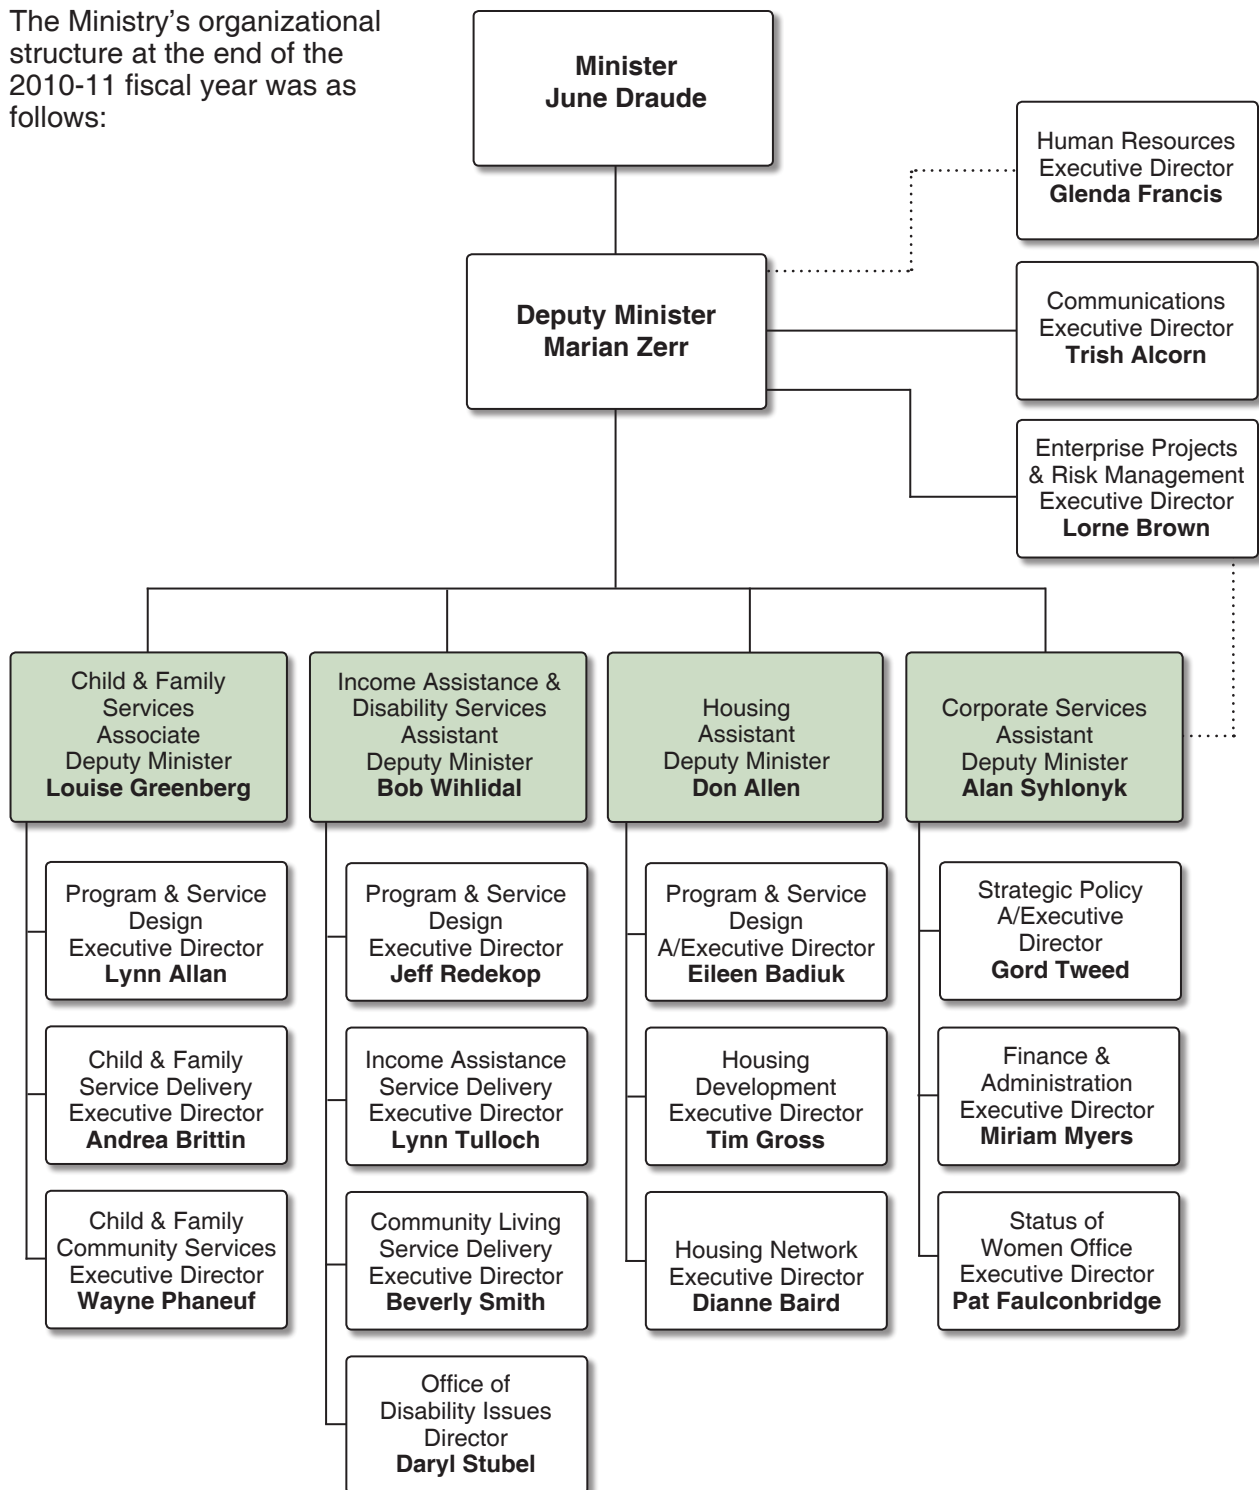 The Ministry's organizational
structure at the end of the
2010-11 fiscal year was as
follows:
Minister
June Draude
Human Resources
Executive Director
Glenda Francis
Deputy Minister
Marian Zerr
Communications
Executive Director
Trish Alcorn
Enterprise Projects
& Risk Management
Executive Director
Lorne Brown
Child & Family
Services
Associate
Deputy Minister
Louise Greenberg
Income Assistance &
Disability Services
Assistant
Deputy Minister
Bob Wihlidal
Housing
Assistant
Deputy Minister
Don Allen
Corporate Services
Assistant
Deputy Minister
Alan Syhlonyk
Program & Service
Design
Executive Director
Lynn Allan
Program & Service
Design
Executive Director
Jeff Redekop
Program & Service
Design
A/Executive Director
Eileen Badiuk
Strategic Policy
A/Executive
Director
Gord Tweed
Child & Family
Service Delivery
Executive Director
Andrea Brittin
Income Assistance
Service Delivery
Executive Director
Lynn Tulloch
Housing
Development
Executive Director
Tim Gross
Finance &
Administration
Executive Director
Miriam Myers
Child & Family
Community Services
Executive Director
Wayne Phaneuf
Community Living
Service Delivery
Executive Director
Beverly Smith
Housing Network
Executive Director
Dianne Baird
Status of
Women Office
Executive Director
Pat Faulconbridge
Office of
Disability Issues
Director
Daryl Stubel